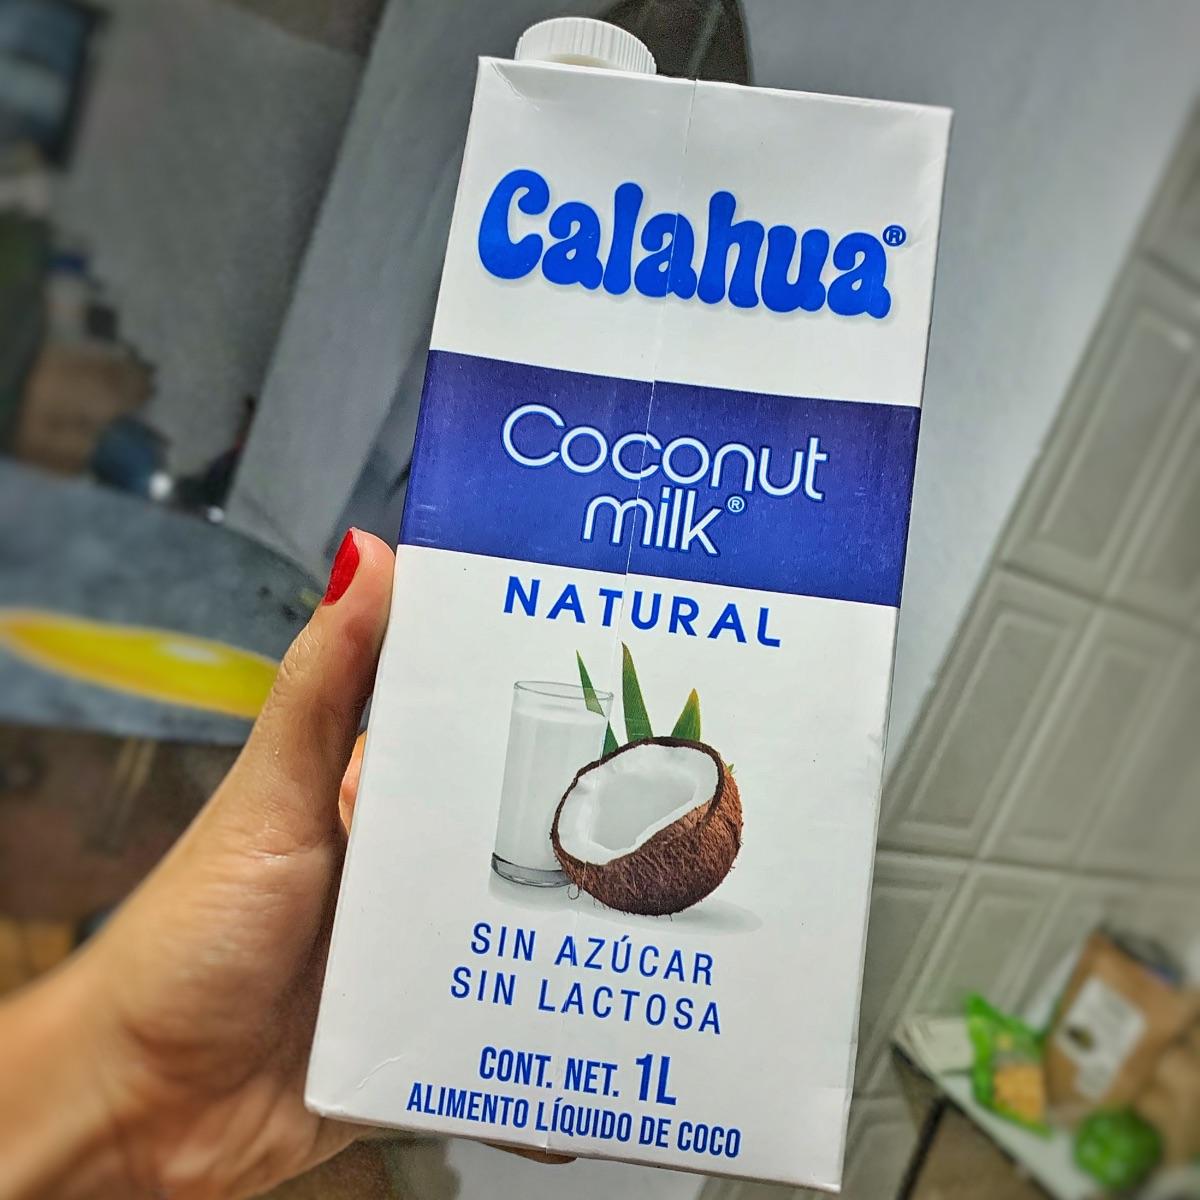 Calahua®
Coconut
milk®
NATURAL
SIN AZÚCAR
SIN LACTOSA
CONT. NET. 1L
ALIMENTO LÍQUIDO DE COCO